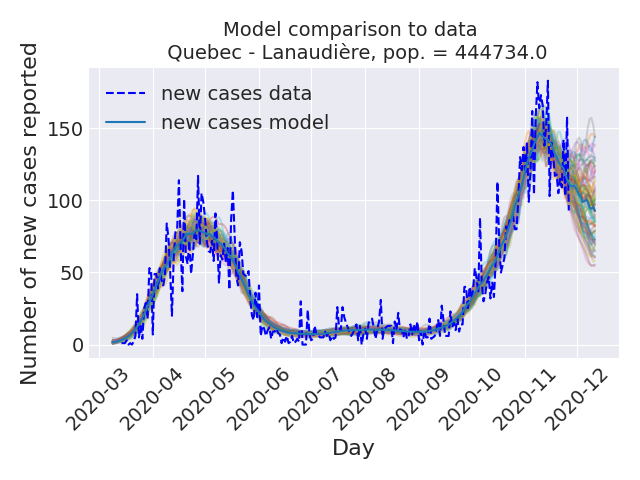 Model comparison to data
Quebec - Lanaudière, pop. = 444734.0
new cases data
new cases model
Number of new cases reported
150
100
50
0
2020-03
2020-04
2020-05
2020-06
2020-07
2020-08
2020-09
2020-10
2020-11
2020-12
Day